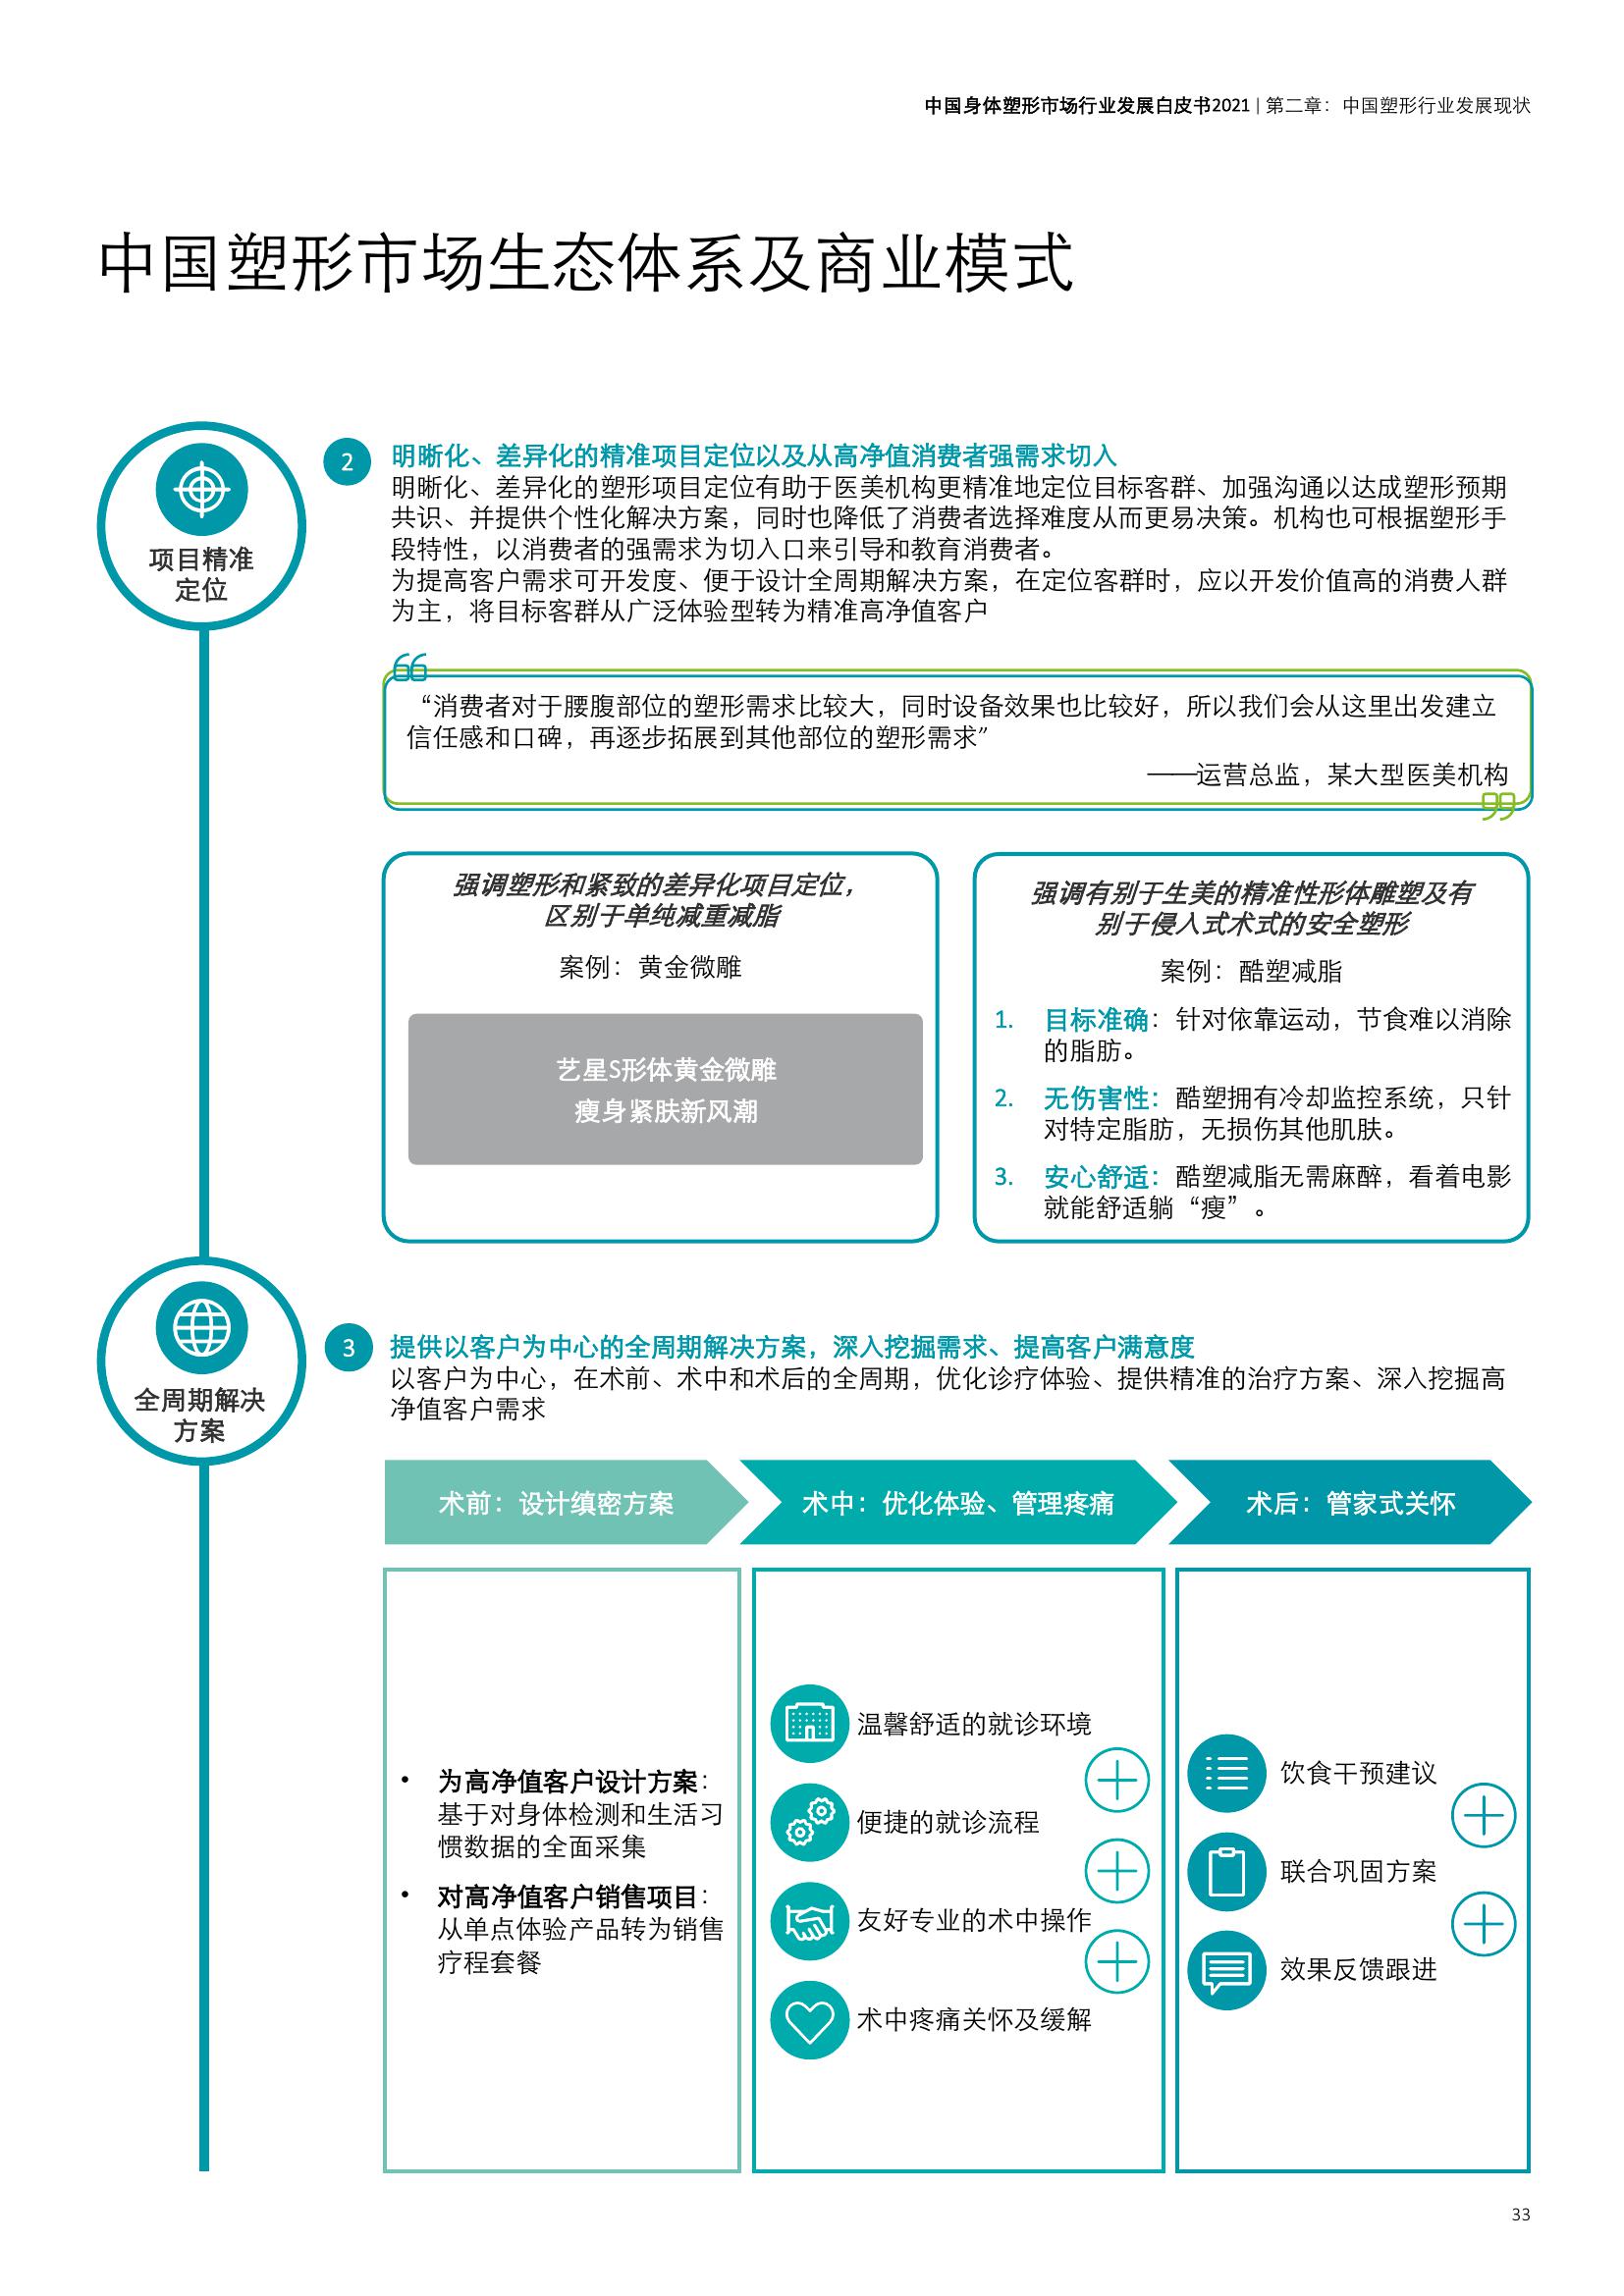 中国身体塑形市场行业发展白皮书2021 | 第二章：中国塑形行业发展现状
中国塑形市场生态体系及商业模式
项目精准
定位
2
明晰化、差异化的精准项目定位以及从高净值消费者强需求切入
明晰化、差异化的塑形项目定位有助于医美机构更精准地定位目标客群、加强沟通以达成塑形预期
共识、并提供个性化解决方案，同时也降低了消费者选择难度从而更易决策。机构也可根据塑形手
段特性，以消费者的强需求为切入口来引导和教育消费者。
为提高客户需求可开发度、便于设计全周期解决方案，在定位客群时，应以开发价值高的消费人群
为主，将目标客群从广泛体验型转为精准高净值客户
“消费者对于腰腹部位的塑形需求比较大，同时设备效果也比较好，所以我们会从这里出发建立
信任感和口碑，再逐步拓展到其他部位的塑形需求”
——运营总监，某大型医美机构
强调塑形和紧致的差异化项目定位，
区别于单纯减重减脂
案例：黄金微雕
艺星S形体黄金微雕
瘦身紧肤新风潮
强调有别于生美的精准性形体雕塑及有
别于侵入式术式的安全塑形
案例：酷塑减脂
1. 目标准确：针对依靠运动，节食难以消除
的脂肪。
2. 无伤害性：酷塑拥有冷却监控系统，只针
对特定脂肪，无损伤其他肌肤。
3. 安心舒适：酷塑减脂无需麻醉，看着电影
就能舒适躺“瘦”。
全周期解决
方案
3
提供以客户为中心的全周期解决方案，深入挖掘需求、提高客户满意度
以客户为中心，在术前、术中和术后的全周期，优化诊疗体验、提供精准的治疗方案、深入挖掘高
净值客户需求
术前：设计缜密方案
术中：优化体验、管理疼痛
术后：管家式关怀
• 为高净值客户设计方案：
基于对身体检测和生活习
惯数据的全面采集
• 对高净值客户销售项目：
从单点体验产品转为销售
疗程套餐
温馨舒适的就诊环境
便捷的就诊流程
友好专业的术中操作
术中疼痛关怀及缓解
饮食干预建议
联合巩固方案
效果反馈跟进
33